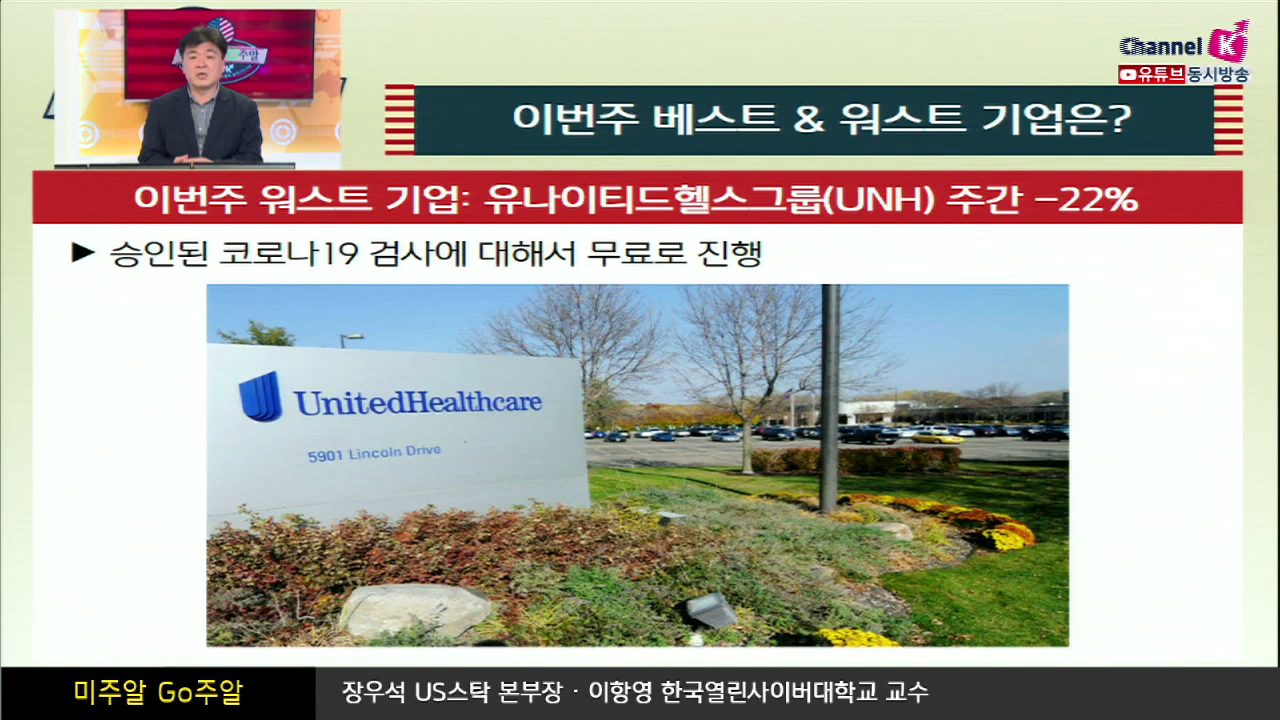 주알
Channel K
유튜브동시방송
이번주 베스트 & 워스트 기업은?
이번주 워스트 기업: 유나이티드헬스그룹(UNH) 주간 -22%
▶ 승인된 코로나19 검사에 대해서 무료로 진행
UnitedHealthcare
5901 Lincoln Drive
미주알 Go주알
장우석 US스탁 본부장 · 이항영 한국열린사이버대학교 교수